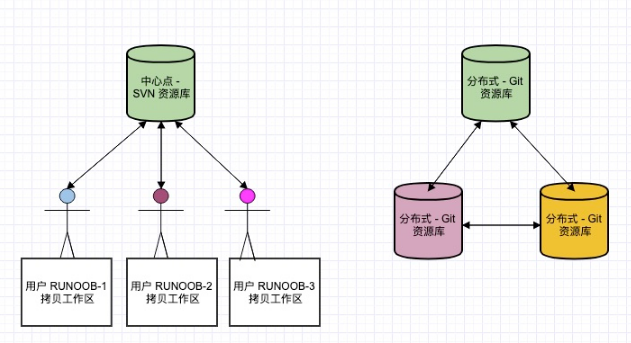 中心点 -
SVN 资源库
用户 RUNOOB-1
拷贝工作区
用户 RUNOOB-2
拷贝工作区
用户 RUNOOB-3
拷贝工作区
分布式 - Git
资源库
分布式 - Git
资源库
分布式 - Git
资源库